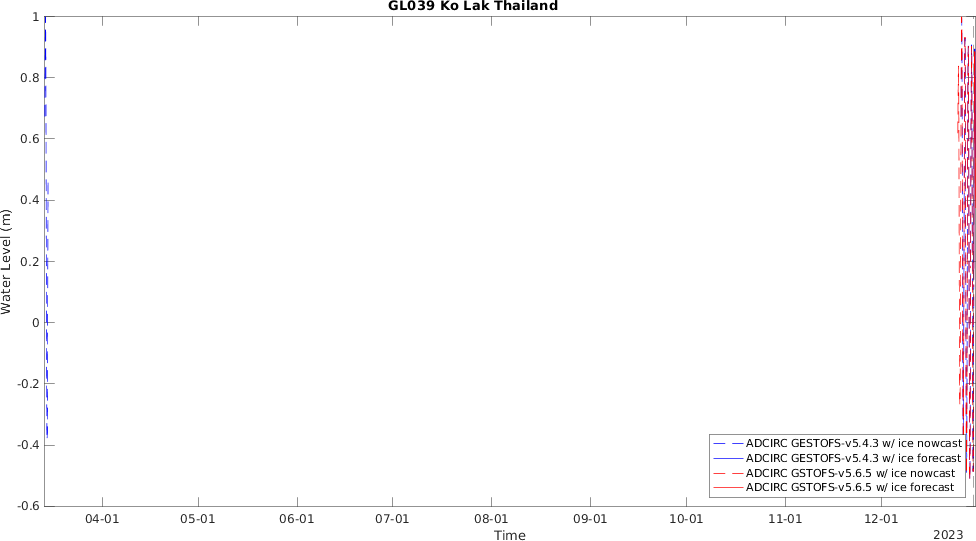 GL039 Ko Lak Thailand
1
0.8
0.6
0.4
0.2
0
-0.2
-0.4
-0.6
Water Level (m)
04-01 05-01 06-01 07-01 08-01 09-01 10-01 11-01 12-01
Time
2023
ADCIRC GESTOFS-v5.4.3 w/ ice nowcast
ADCIRC GESTOFS-v5.4.3 w/ ice forecast
ADCIRC GSTOFS-v5.6.5 w/ ice nowcast
ADCIRC GSTOFS-v5.6.5 w/ ice forecast